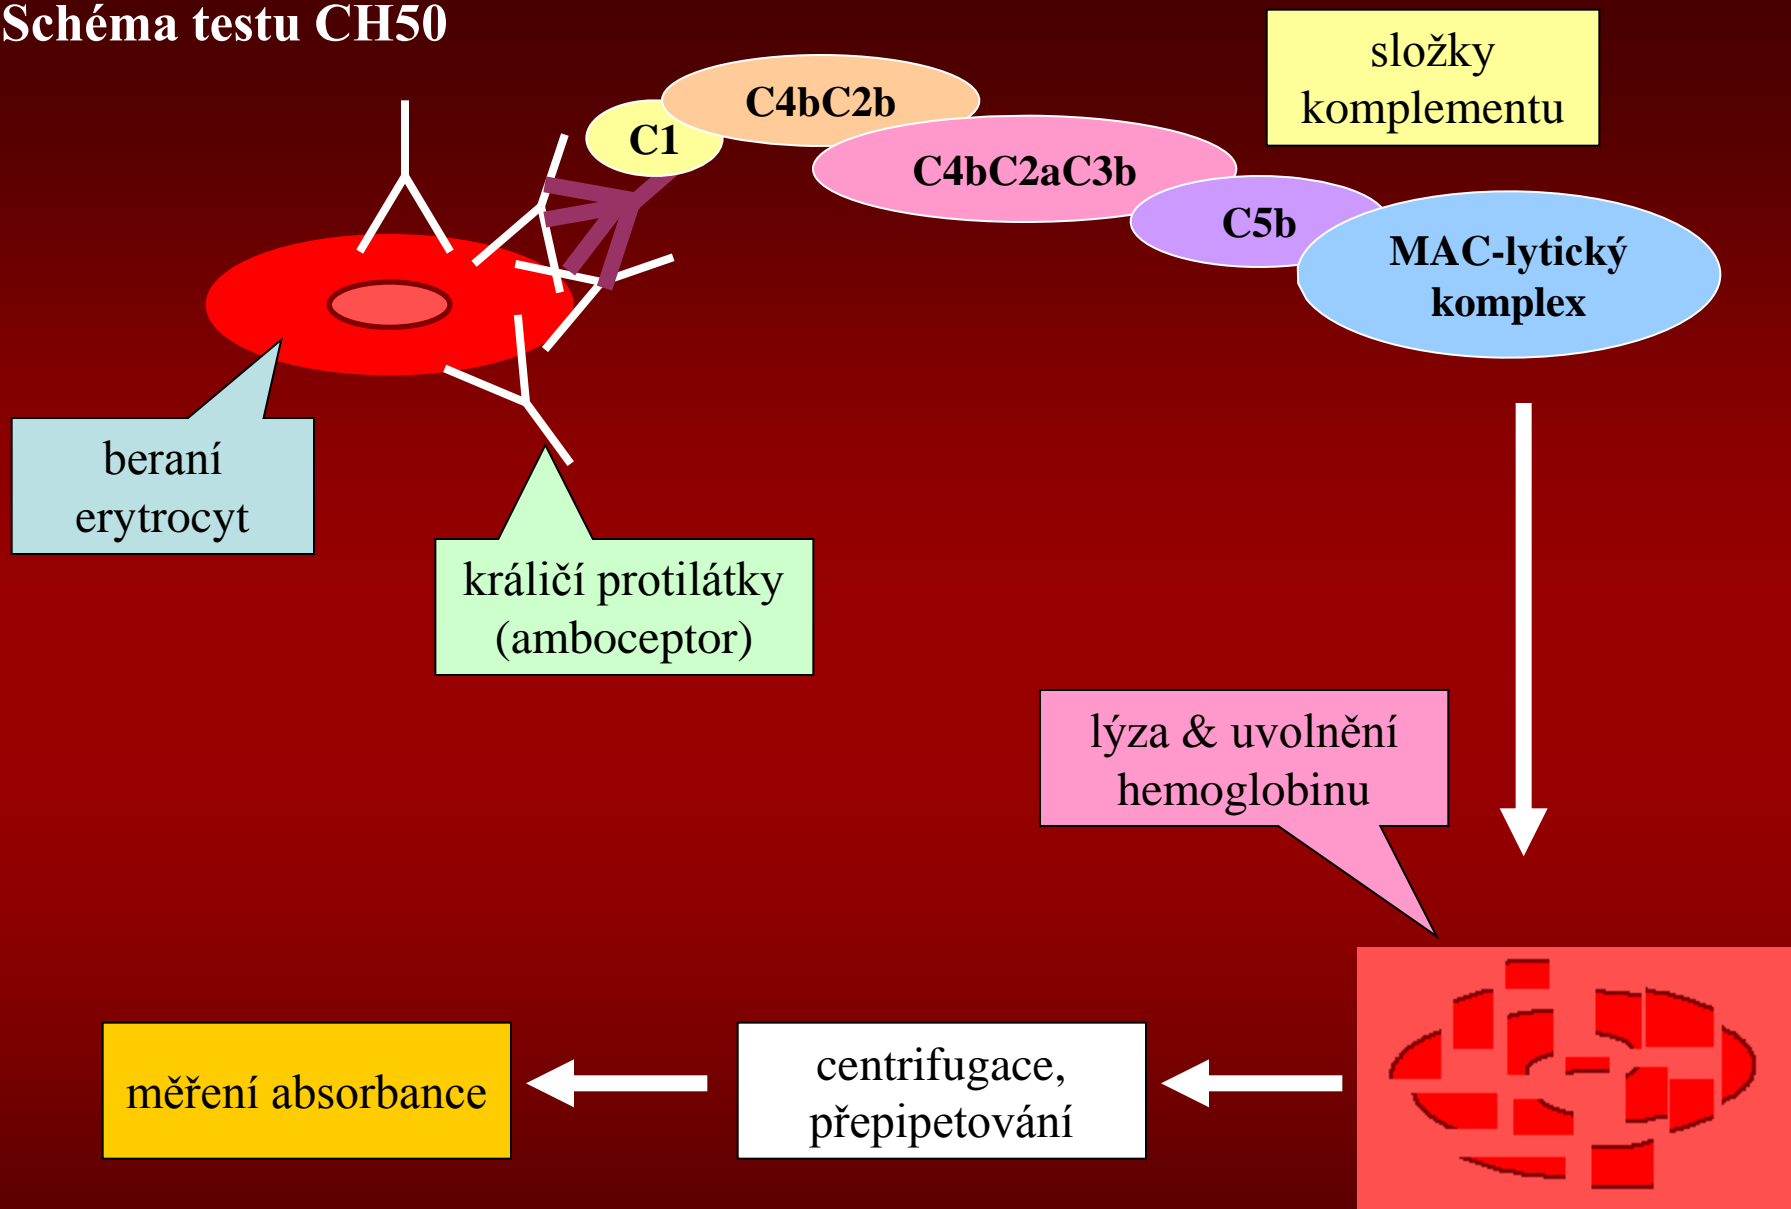 Schéma testu CH50
složky
komplementu
C4bC2b
C1
C4bC2aC3b
C5b
MAC-lytický
komplex
beraní
erytrocyt
králičí protilátky
(amboceptor)
lýza & uvolnění
hemoglobinu
měření absorbance
centrifugace,
přepipetování